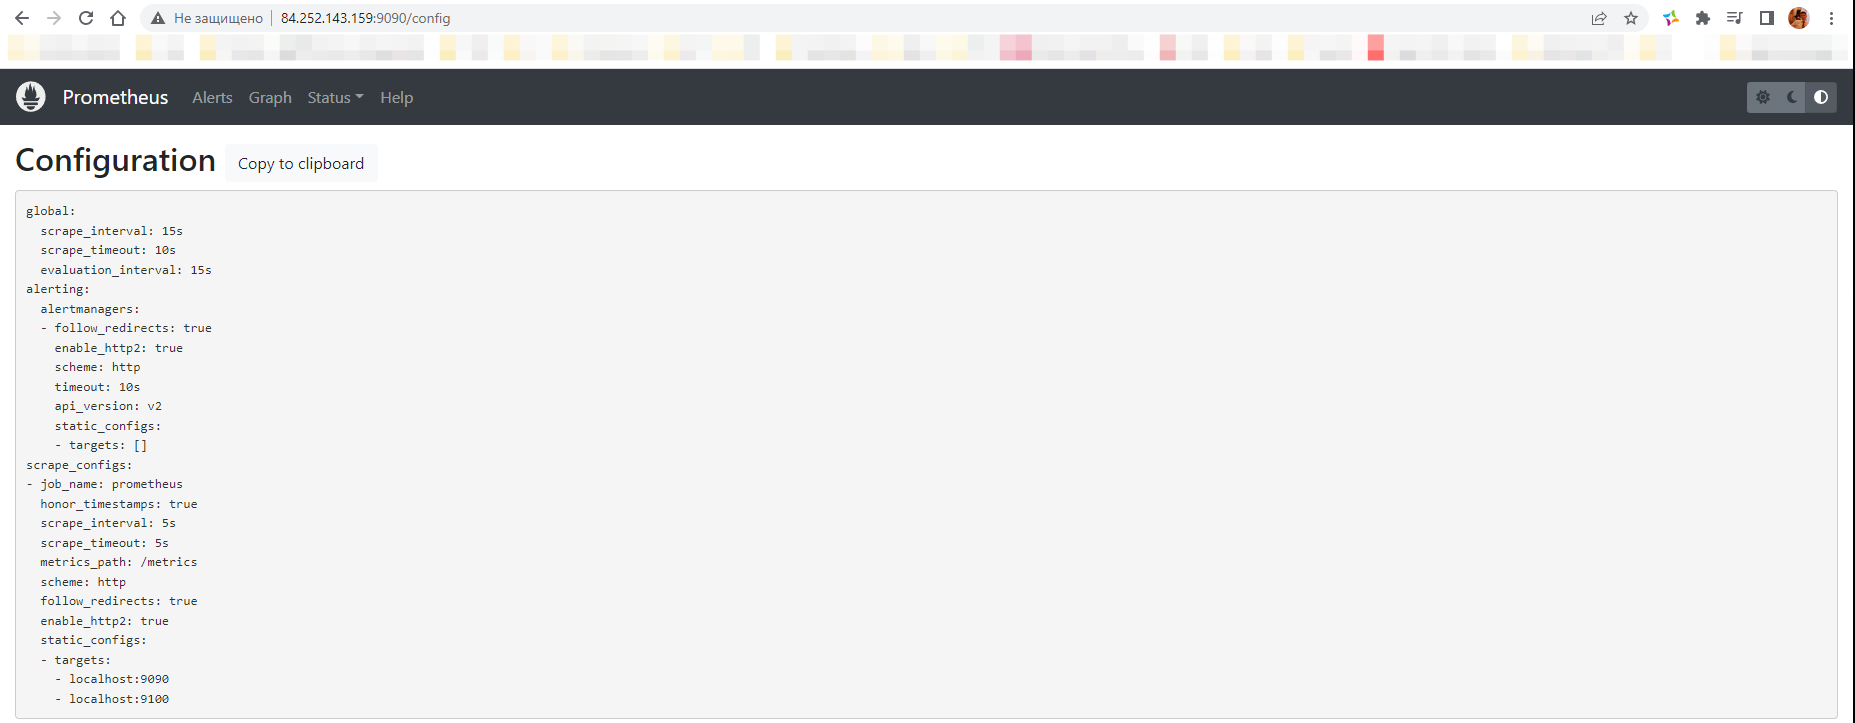 Не защищено 84.252.143.159:9090/config
Prometheus Alerts Graph Status Help
Configuration Copy to clipboard
global:
  scrape_interval: 15s
  scrape_timeout: 10s
  evaluation_interval: 15s
alerting:
  alertmanagers:
  - follow_redirects: true
    enable_http2: true
    scheme: http
    timeout: 10s
    api_version: v2
    static_configs:
    - targets: []
scrape_configs:
- job_name: prometheus
  honor_timestamps: true
  scrape_interval: 5s
  scrape_timeout: 5s
  metrics_path: /metrics
  scheme: http
  follow_redirects: true
  enable_http2: true
  static_configs:
  - targets:
    - localhost:9090
    - localhost:9100